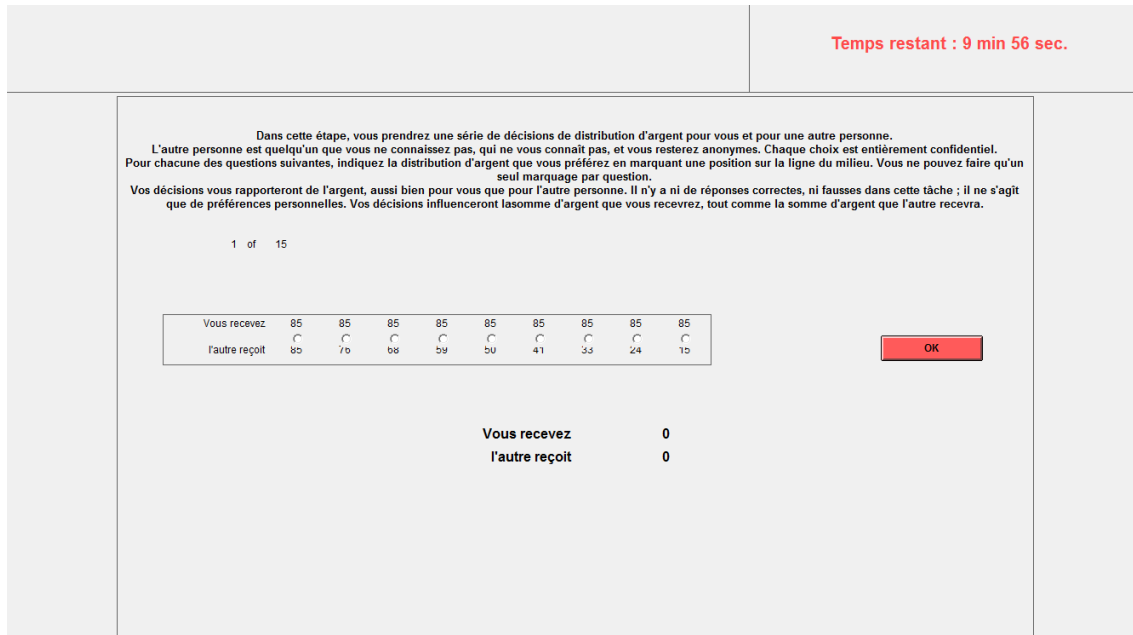 Temps restant : 9 min 56 sec.
Dans cette étape, vous prendrez une série de décisions de distribution d'argent pour vous et pour une autre personne.
L'autre personne est quelqu'un que vous ne connaissez pas, qui ne vous connaît pas, et vous resterez anonymes. Chaque choix est entièrement confidentiel.
Pour chacune des questions suivantes, indiquez la distribution d'argent que vous préférez en marquant une position sur la ligne du milieu. Vous ne pouvez faire qu'un
seul marquage par question.
Vos décisions vous rapporteront de l'argent, aussi bien pour vous que pour l'autre personne. Il n'y a ni de réponses correctes, ni fausses dans cette tâche ; il ne s'agît
que de préférences personnelles. Vos décisions influenceront lasomme d'argent que vous recevrez, tout comme la somme d'argent que l'autre recevra.
1 of 15
Vous recevez 85 85 85 85 85 85 85 85 85
l'autre reçoit 85 76 68 59 50 41 33 24 15
OK
Vous recevez 0
l'autre reçoit 0